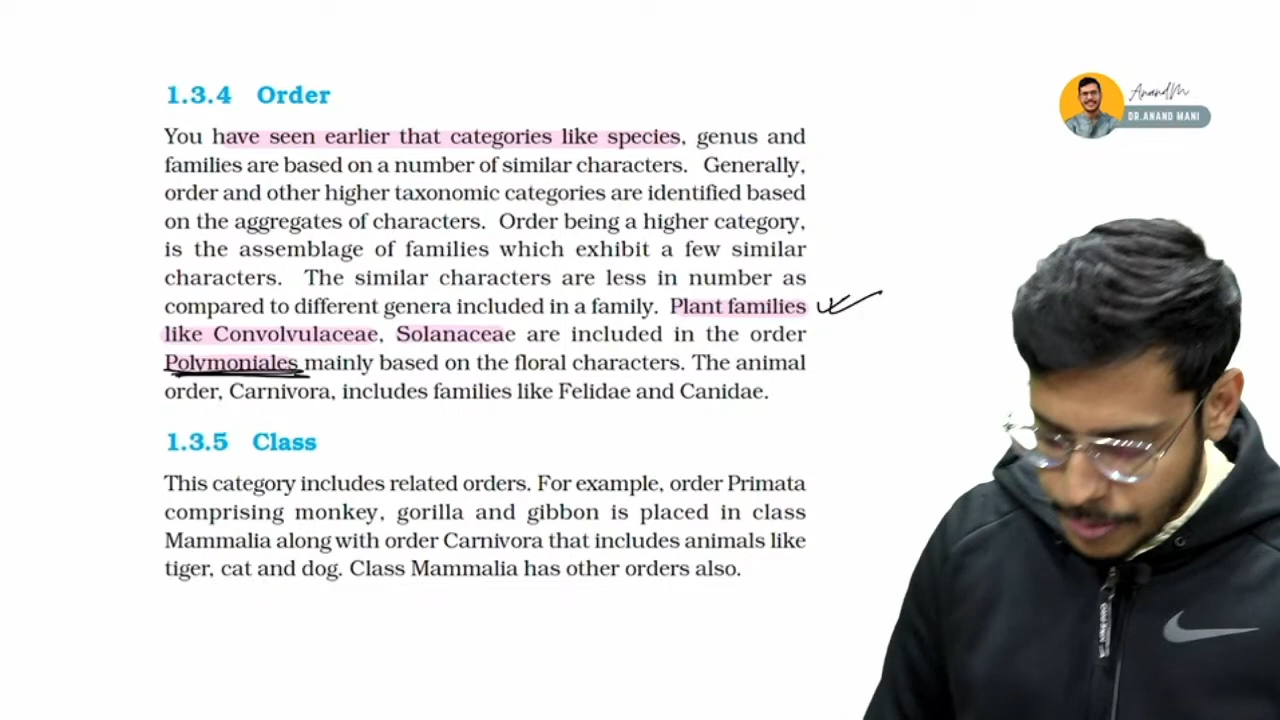 1.3.4 Order
You have seen earlier that categories like species, genus and
families are based on a number of similar characters. Generally,
order and other higher taxonomic categories are identified based
on the aggregates of characters. Order being a higher category,
is the assemblage of families which exhibit a few similar
characters. The similar characters are less in number as
compared to different genera included in a family. Plant families
like Convolvulaceae, Solanaceae are included in the order
Polymoniales mainly based on the floral characters. The animal
order, Carnivora, includes families like Felidae and Canidae.
1.3.5 Class
This category includes related orders. For example, order Primata
comprising monkey, gorilla and gibbon is placed in class
Mammalia along with order Carnivora that includes animals like
tiger, cat and dog. Class Mammalia has other orders also.
AnandM
DR.ANAND MANI